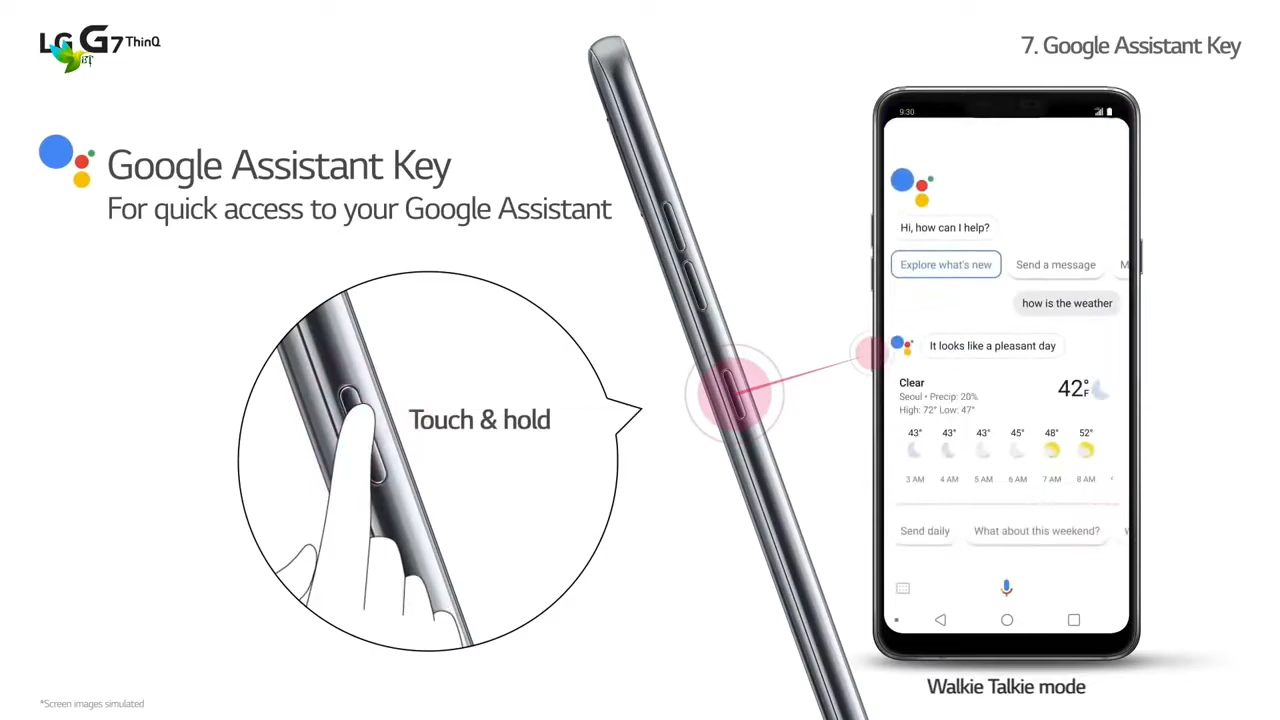 LG G7 ThinQ
7. Google Assistant Key
Google Assistant Key
For quick access to your Google Assistant
Touch & hold
9:30
Hi, how can I help?
Explore what's new
Send a message
M
how is the weather
It looks like a pleasant day
Clear
Seoul • Precip: 20%
High: 72° Low: 47°
42°F
43° 43° 43° 45° 48° 52°
3 AM 4 AM 5 AM 6 AM 7 AM 8 AM
Send daily
What about this weekend?
Walkie Talkie mode
*Screen images simulated